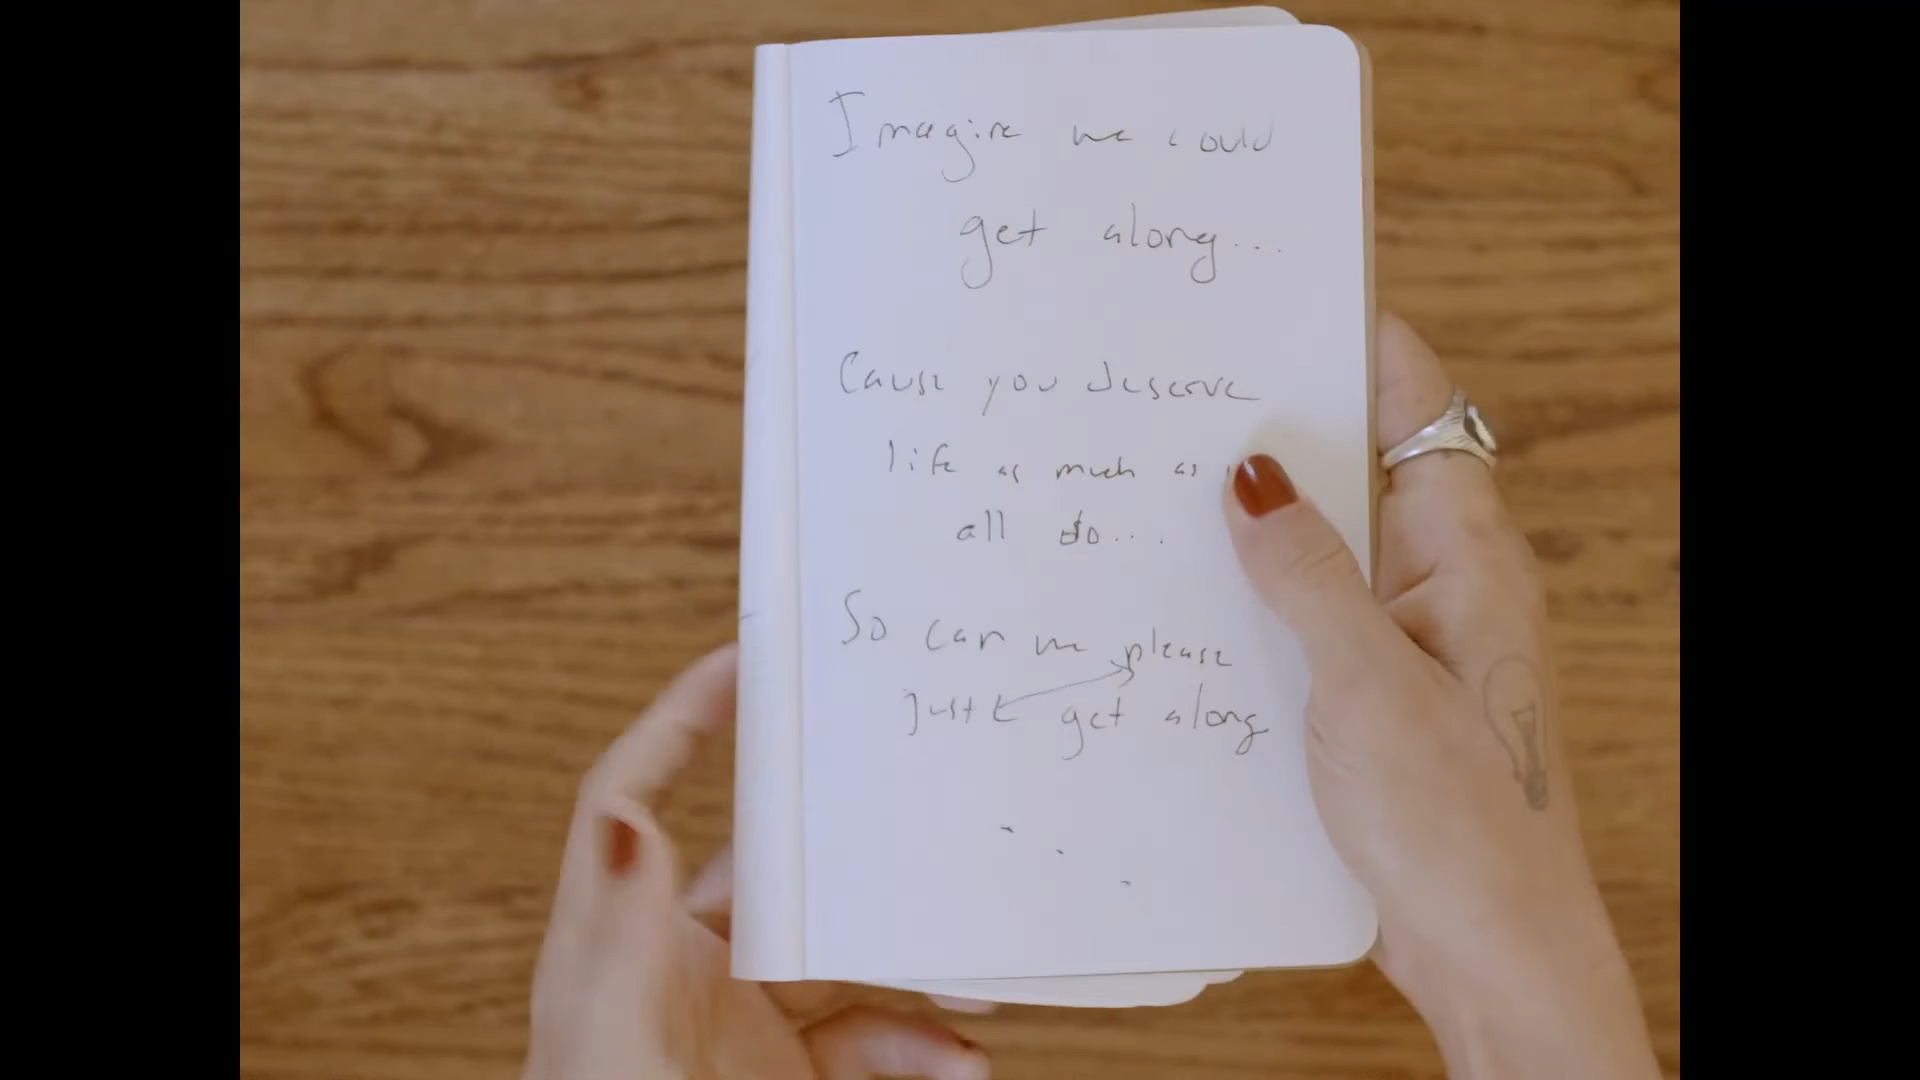 Imagine we could
get along...
Cause you deserve
life as much as
all do...
So can we please
just get along